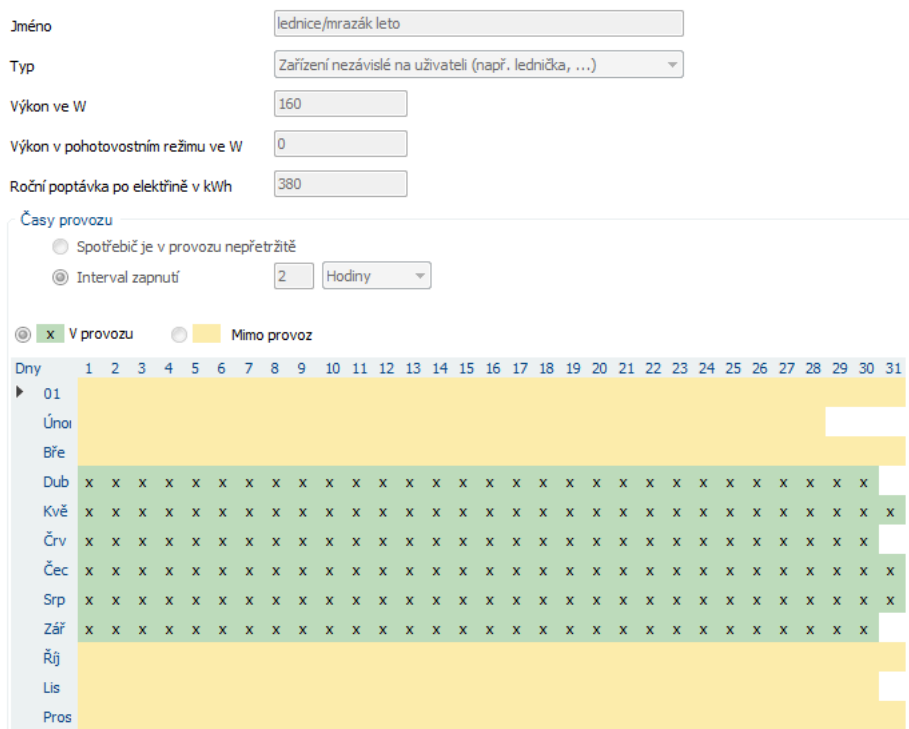 Jméno lednice/mrazák leto
Typ Zařízení nezávislé na uživateli (např. lednička, ...)
Výkon ve W 160
Výkon v pohotovostním režimu ve W 0
Roční poptávka po elektřině v kWh 380
Časy provozu
Spotřebič je v provozu nepřetržitě
Interval zapnutí 2 Hodiny
x V provozu Mimo provoz
Dny 1 2 3 4 5 6 7 8 9 10 11 12 13 14 15 16 17 18 19 20 21 22 23 24 25 26 27 28 29 30 31
01
Úno
Bře
Dub x x x x x x x x x x x x x x x x x x x x x x x x x x x x x x
Kvě x x x x x x x x x x x x x x x x x x x x x x x x x x x x x x x
Črv x x x x x x x x x x x x x x x x x x x x x x x x x x x x x x
Čec x x x x x x x x x x x x x x x x x x x x x x x x x x x x x x x
Srp x x x x x x x x x x x x x x x x x x x x x x x x x x x x x x x
Zář x x x x x x x x x x x x x x x x x x x x x x x x x x x x x x
Říj
Lis
Pros